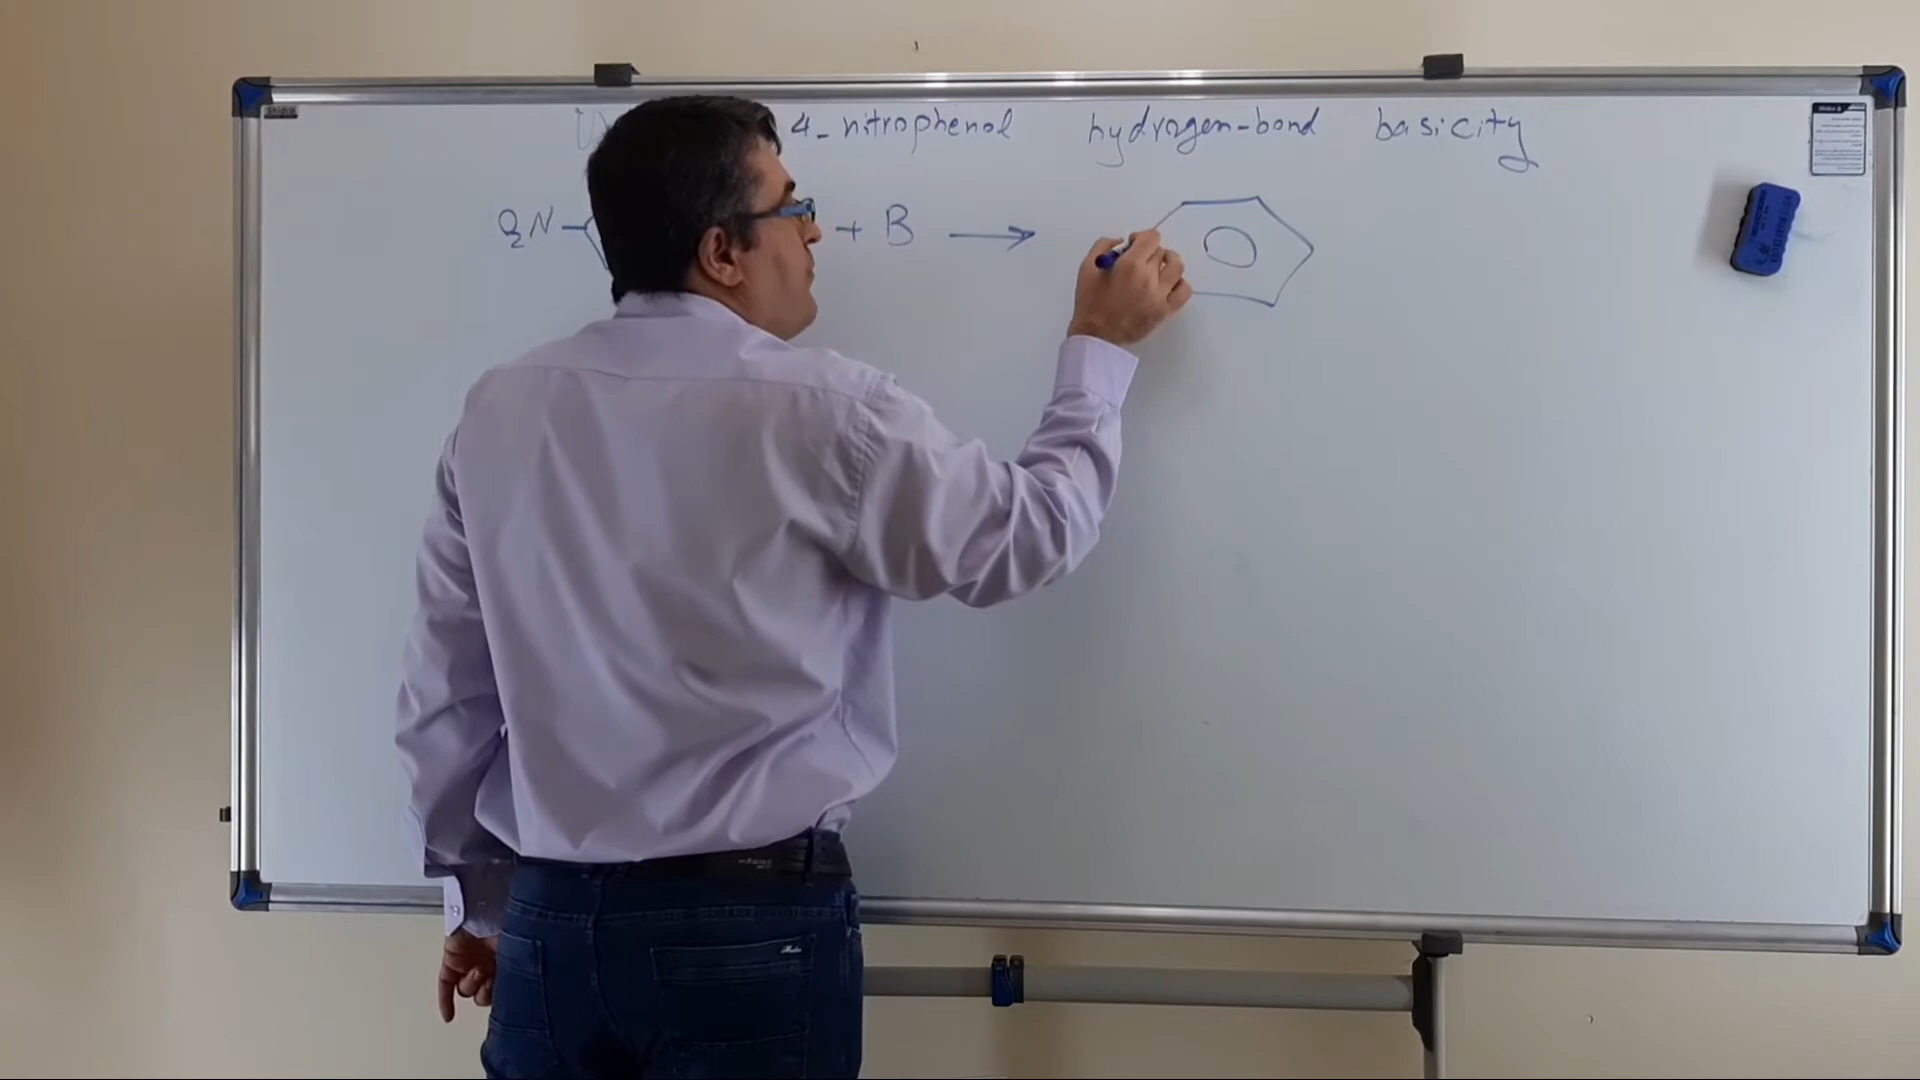 4-nitrophenol hydrogen-bond basicity
O₂N + B